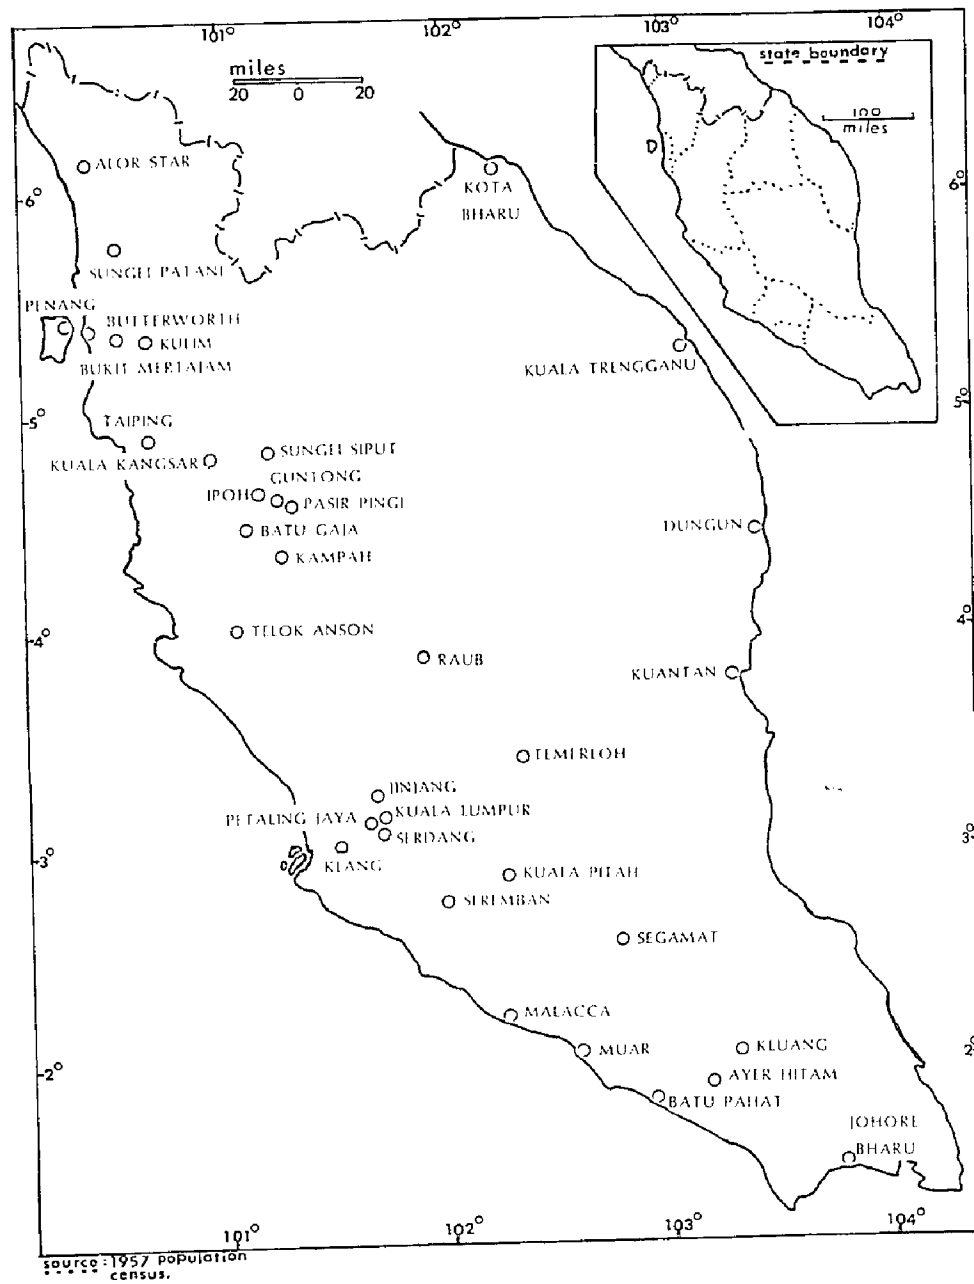 101°
102°
103°
104°
miles
20 0 20
state boundary
100
miles
ALOR STAR
KOTA
BHARU
6°
6°
SUNGEI PATANI
PENANG
BUTTERWORTH
KULIM
BUKIT MERTAJAM
KUALA TRENGGANU
5°
5°
TAIPING
KUALA KANGSAR
SUNGEI SIPUT
GUNTONG
IPOH
PASIR PINGI
BATU GAJA
KAMPAH
DUNGUN
4°
4°
TELOK ANSON
RAUB
KUANTAN
TEMERLOH
JINJANG
PETALING JAYA
KUALA LUMPUR
SERDANG
KLANG
3°
3°
KUALA PILAH
SEREMBAN
SEGAMAT
MALACCA
MUAR
KLUANG
AYER HITAM
BATU PAHAT
2°
2°
JOHORE
BHARU
101°
102°
103°
104°
source: 1957 population
census.